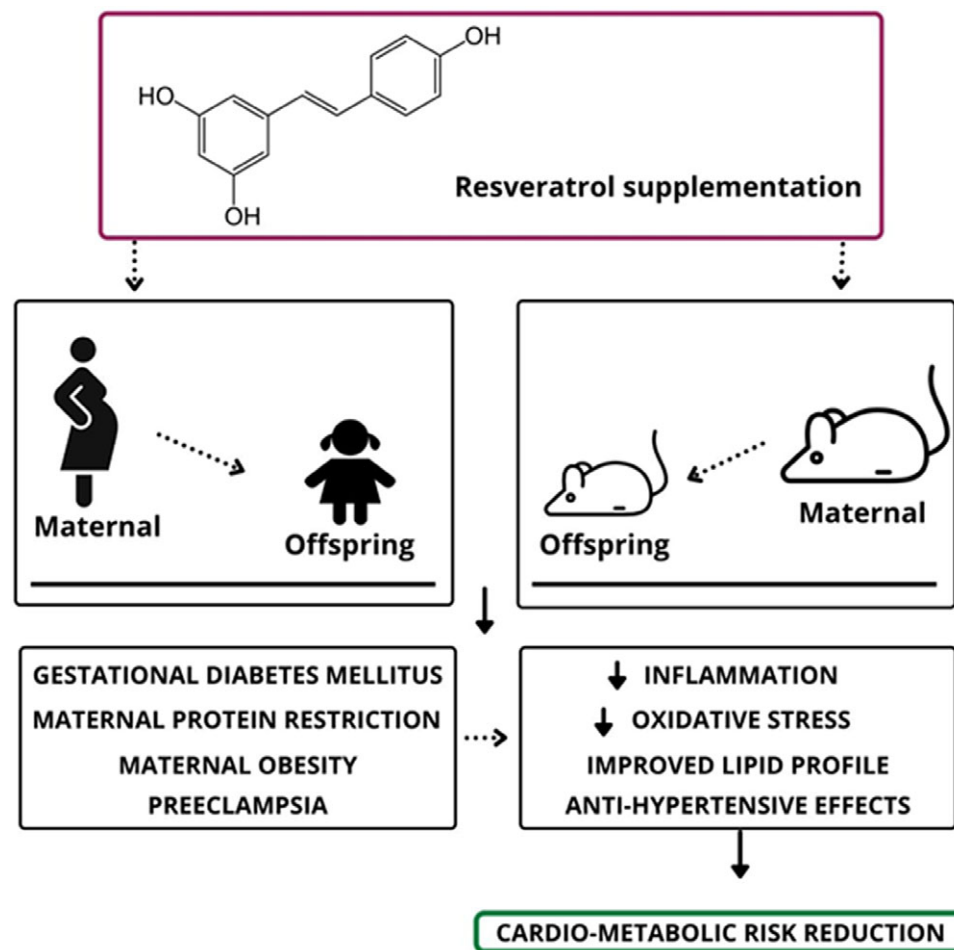 OH
HO
OH
Resveratrol supplementation
Maternal
Offspring
Offspring
Maternal
GESTATIONAL DIABETES MELLITUS
MATERNAL PROTEIN RESTRICTION
MATERNAL OBESITY
PREECLAMPSIA
INFLAMMATION
OXIDATIVE STRESS
IMPROVED LIPID PROFILE
ANTI-HYPERTENSIVE EFFECTS
CARDIO-METABOLIC RISK REDUCTION